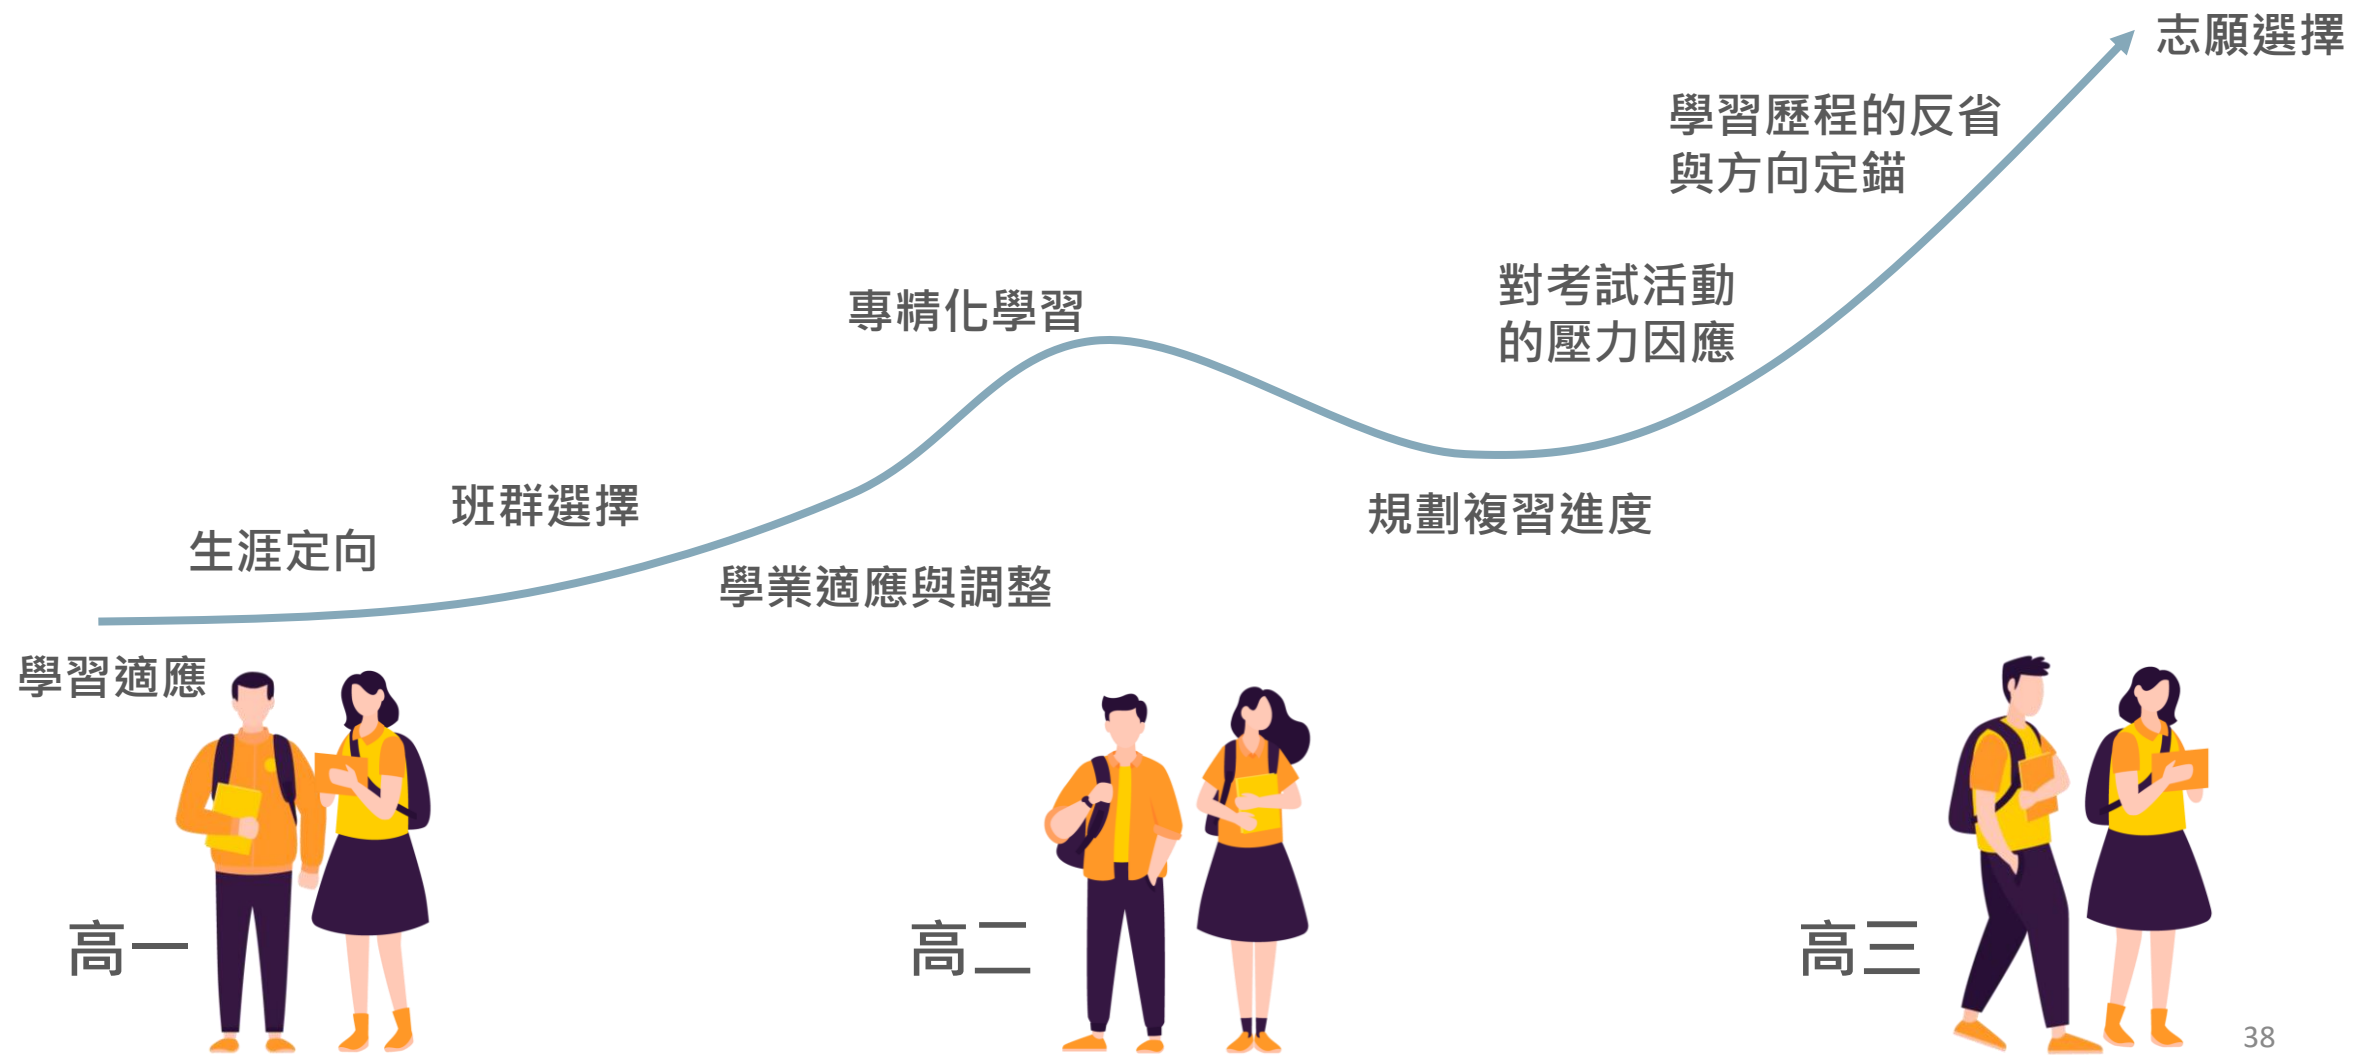 志願選擇
學習歷程的反省
與方向定錨
對考試活動
的壓力因應
專精化學習
班群選擇
規劃複習進度
生涯定向
學業適應與調整
學習適應
高一
高二
高三
38